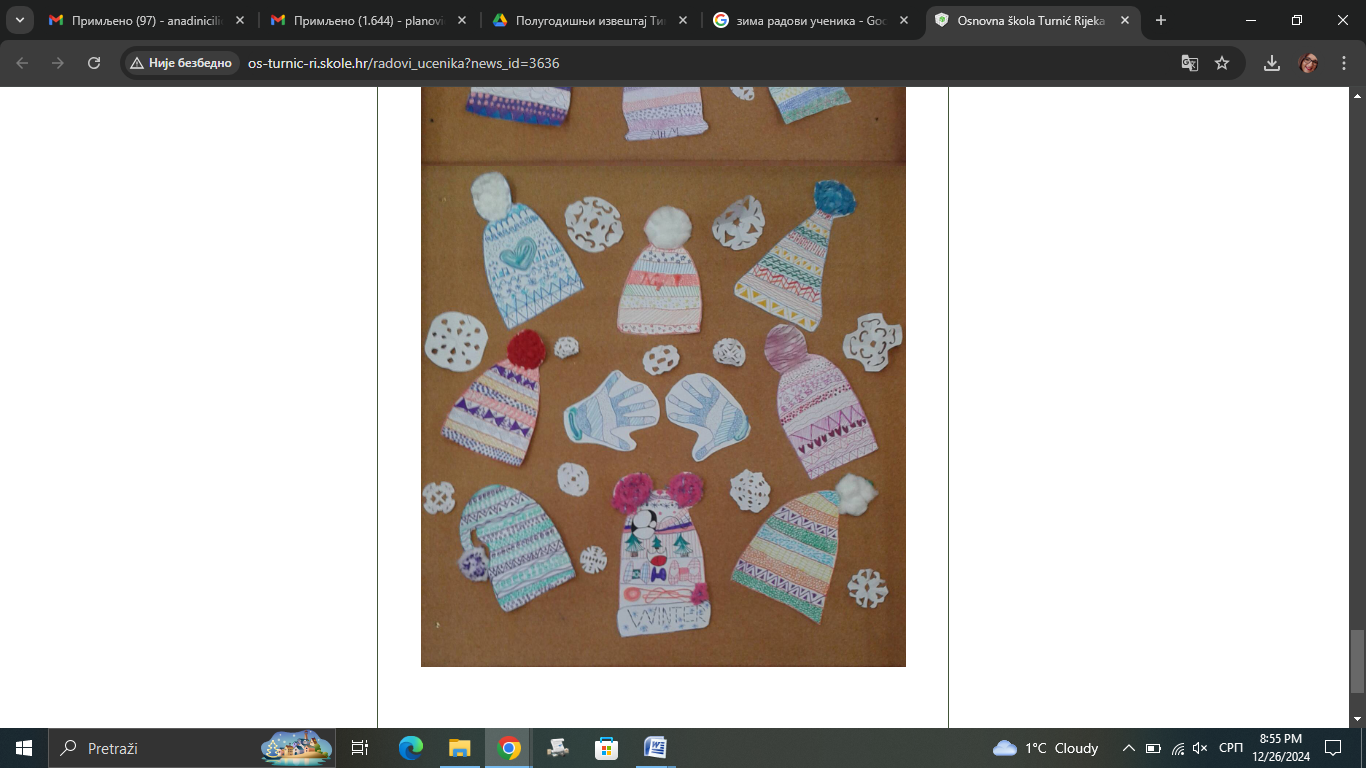 Примљено (97) - anadinicilic
Примљено (1.644) - planovi
Полугодишњи извештај Ти
зима радови ученика - Goo
Osnovna škola Turnić Rijeka
Није безбедно
os-turnic-ri.skole.hr/radovi_ucenika?news_id=3636
WINTER
Pretraži
1°C Cloudy
СРП
8:55 PM
12/26/2024